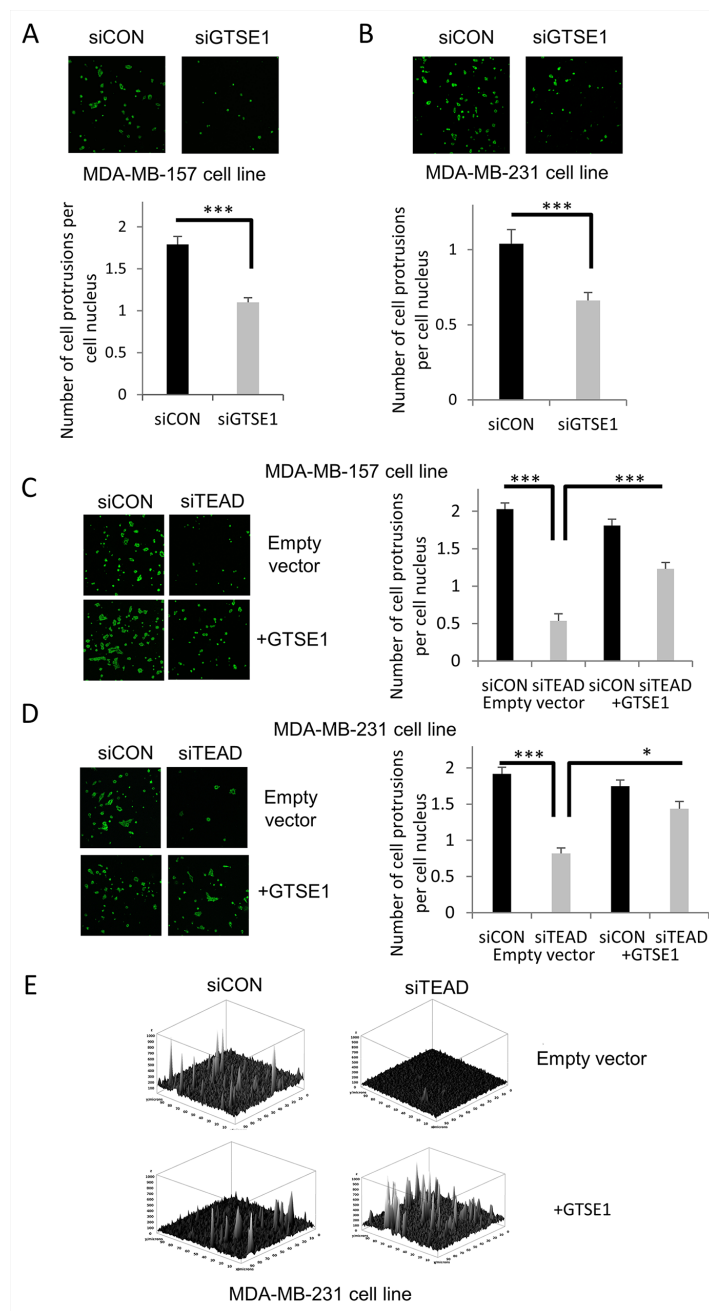 A
siCON siGTSE1
MDA-MB-157 cell line
Number of cell protrusions per
cell nucleus
2
1.5
1
0.5
0
***
siCON siGTSE1
B
siCON siGTSE1
MDA-MB-231 cell line
Number of cell protrusions
per cell nucleus
1
0.5
0
***
siCON siGTSE1
MDA-MB-157 cell line
C
siCON siTEAD
Empty
vector
+GTSE1
Number of cell protrusions
per cell nucleus
2
1.5
1
0.5
0
*** ***
siCON siTEAD siCON siTEAD
Empty vector +GTSE1
D
MDA-MB-231 cell line
siCON siTEAD
Empty
vector
+GTSE1
Number of cell protrusions
per cell nucleus
2
1.5
1
0.5
0
*** *
siCON siTEAD siCON siTEAD
Empty vector +GTSE1
E
siCON siTEAD
Empty vector
+GTSE1
MDA-MB-231 cell line